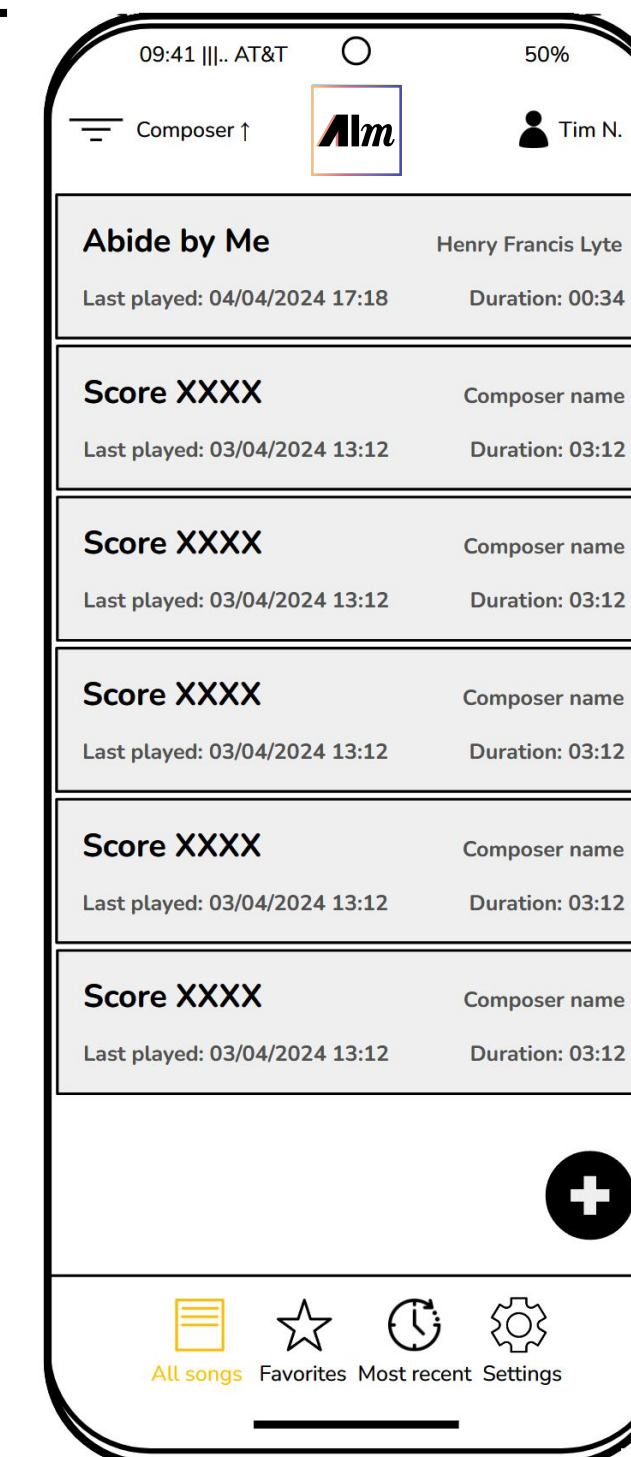 09:41 |||.. AT&T 50%
Composer ↑ AIm Tim N.
Abide by Me Henry Francis Lyte
Last played: 04/04/2024 17:18 Duration: 00:34
Score XXXX Composer name
Last played: 03/04/2024 13:12 Duration: 03:12
Score XXXX Composer name
Last played: 03/04/2024 13:12 Duration: 03:12
Score XXXX Composer name
Last played: 03/04/2024 13:12 Duration: 03:12
Score XXXX Composer name
Last played: 03/04/2024 13:12 Duration: 03:12
Score XXXX Composer name
Last played: 03/04/2024 13:12 Duration: 03:12
All songs Favorites Most recent Settings